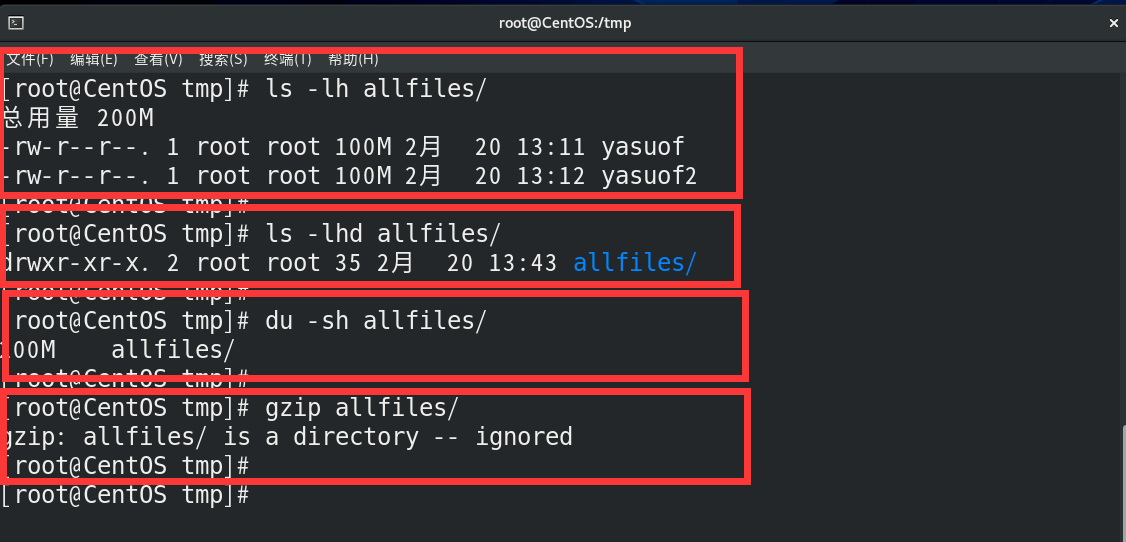 root@CentOS:/tmp
文件(F) 编辑(E) 查看(V) 搜索(S) 终端(T) 帮助(H)
[root@CentOS tmp]# ls -lh allfiles/
总用量 200M
-rw-r--r--. 1 root root 100M 2月  20 13:11 yasuof
-rw-r--r--. 1 root root 100M 2月  20 13:12 yasuof2
[root@CentOS tmp]#
[root@CentOS tmp]# ls -lhd allfiles/
drwxr-xr-x. 2 root root 35 2月  20 13:43 allfiles/
[root@CentOS tmp]#
[root@CentOS tmp]# du -sh allfiles/
200M    allfiles/
[root@CentOS tmp]#
[root@CentOS tmp]# gzip allfiles/
gzip: allfiles/ is a directory -- ignored
[root@CentOS tmp]#
[root@CentOS tmp]#